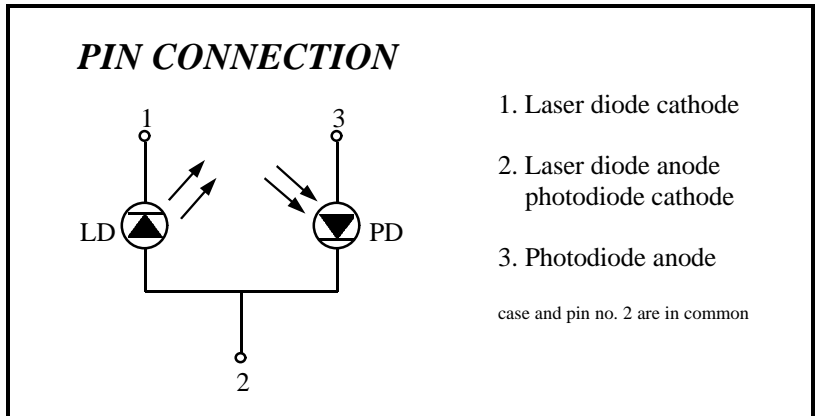 PIN CONNECTION
1
3
LD
PD
2
1. Laser diode cathode
2. Laser diode anode
photodiode cathode
3. Photodiode anode
case and pin no. 2 are in common